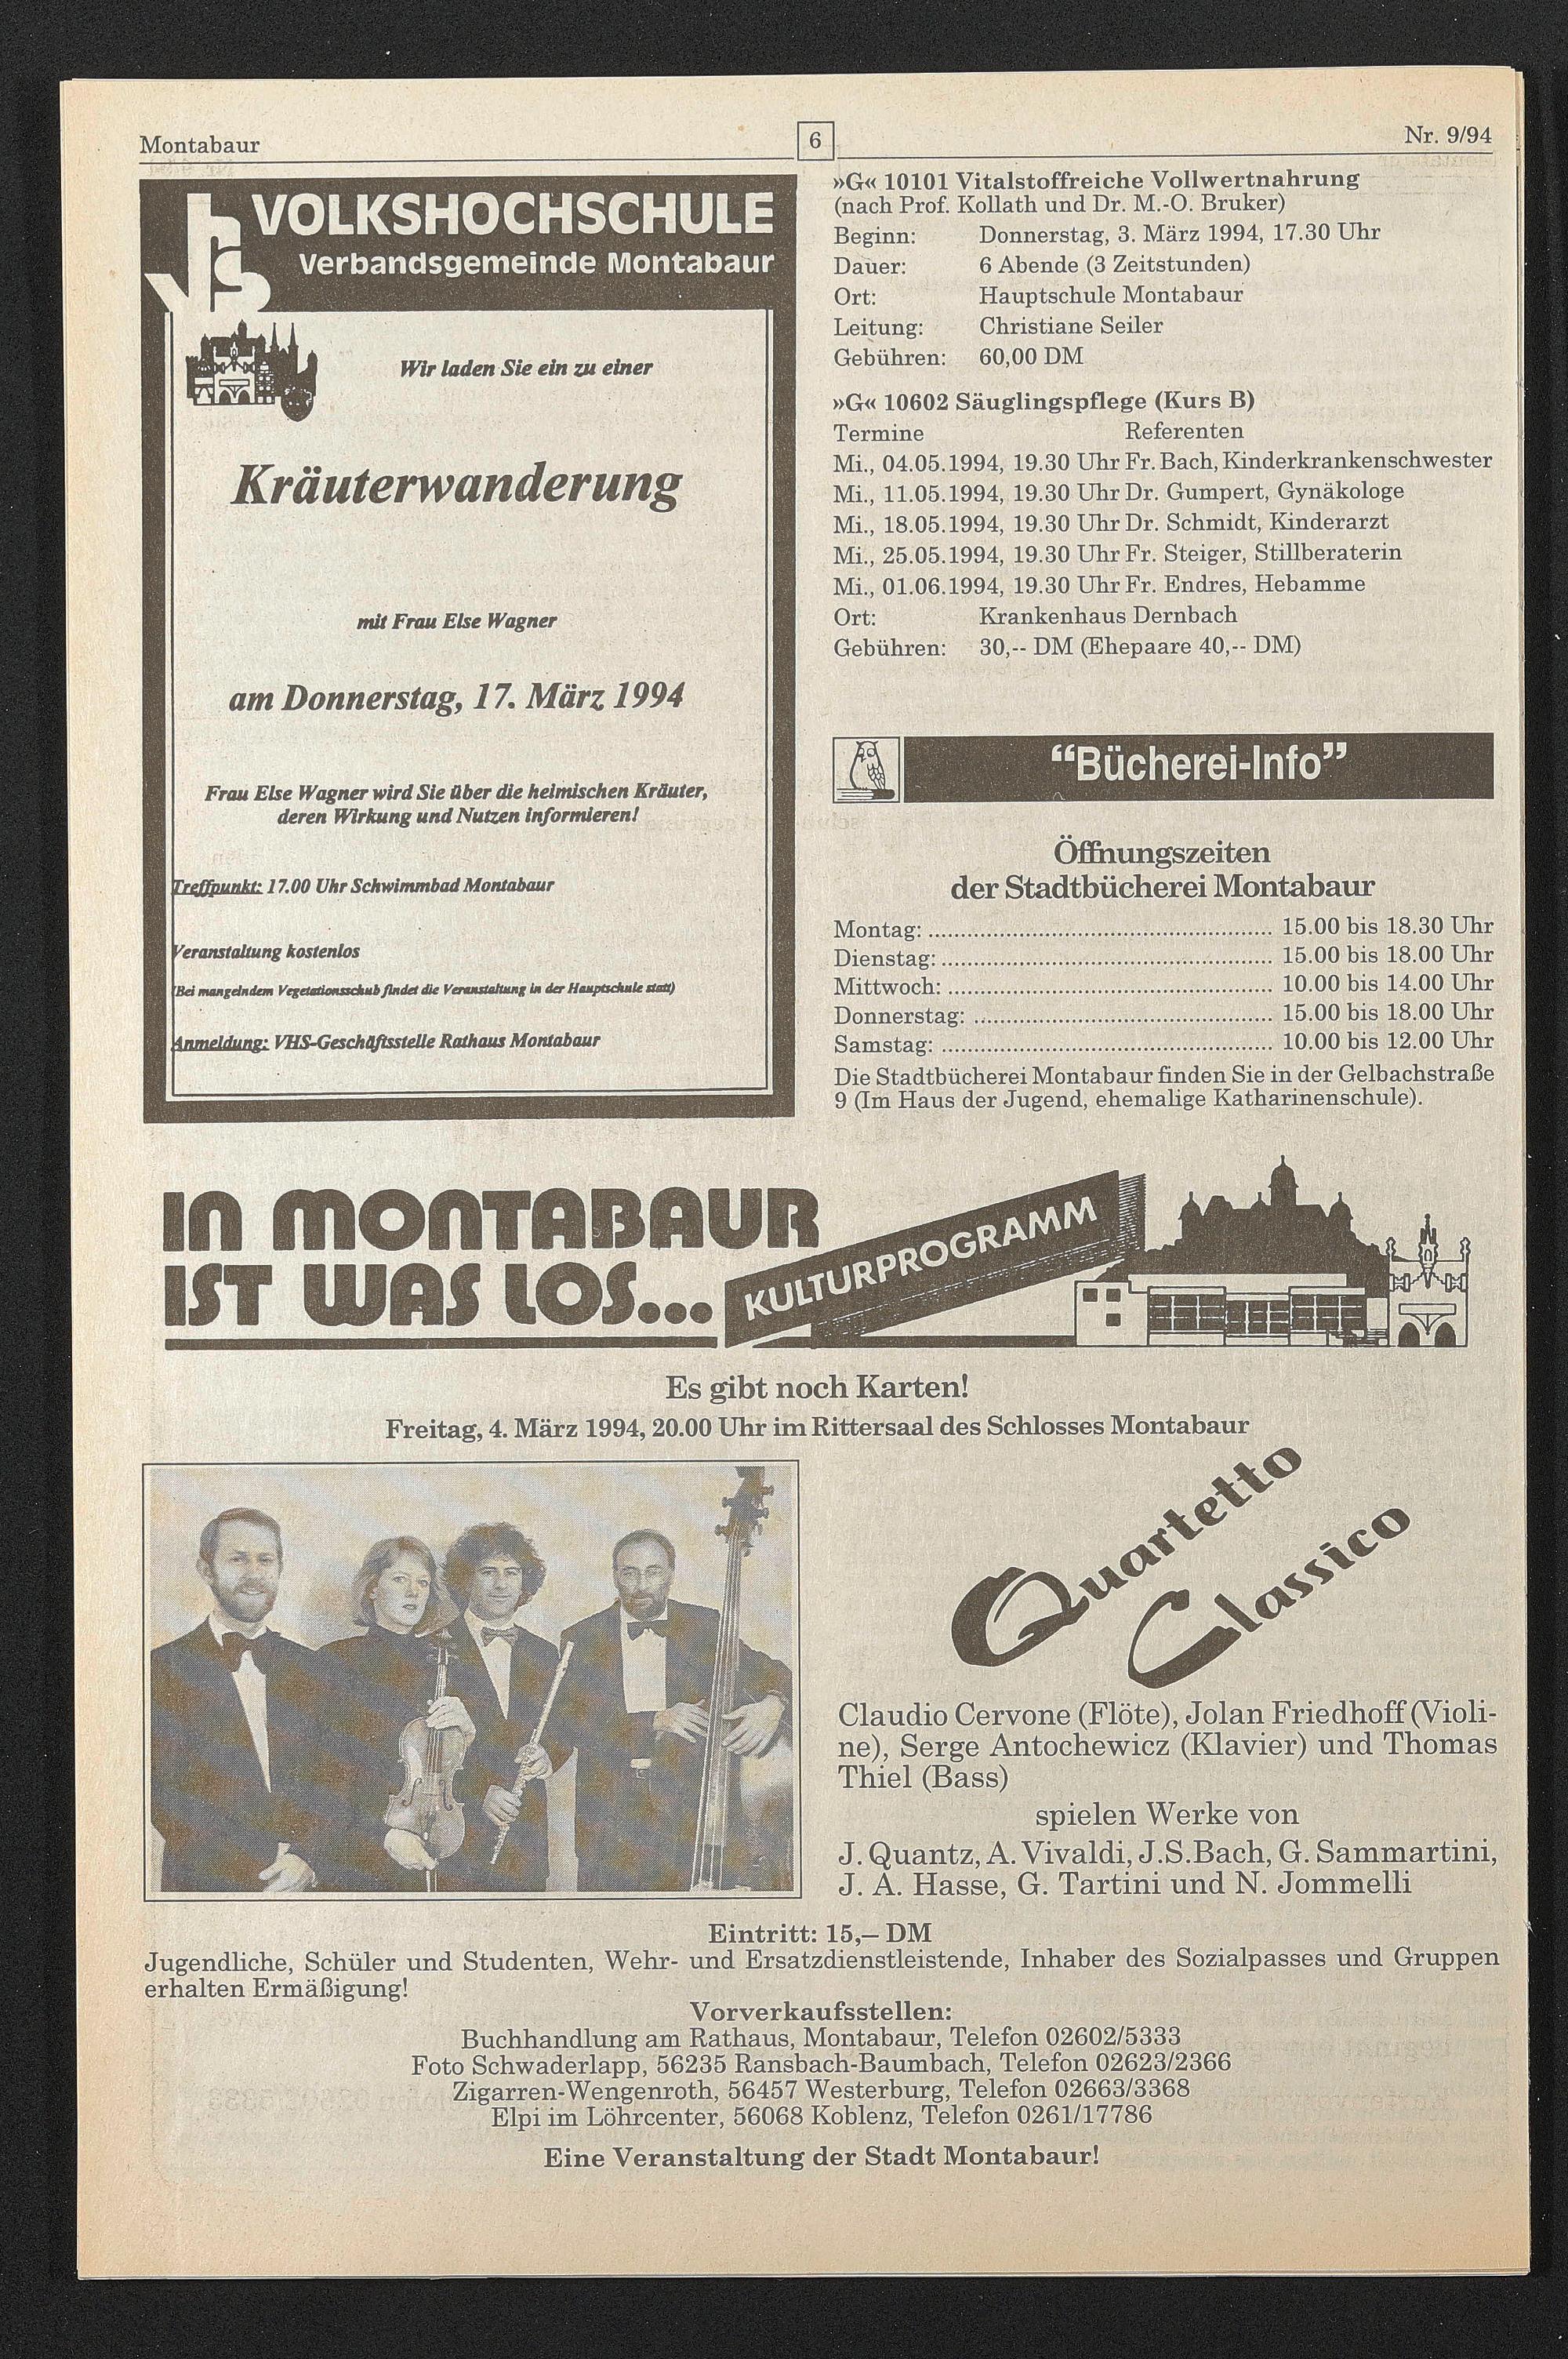 Montabaur
6
Nr. 9/94
VOLKSHOCHSCHULE
Verbandsgemeinde Montabaur
Wir laden Sie ein zu einer
Kräuterwanderung
mit Frau Else Wagner
am Donnerstag, 17. März 1994
Frau Else Wagner wird Sie über die heimischen Kräuter,
deren Wirkung und Nutzen informieren!
Treffpunkt: 17.00 Uhr Schwimmbad Montabaur
Veranstaltung kostenlos
(Bei mangelndem Vegetationsschub findet die Veranstaltung in der Hauptschule statt)
Anmeldung: VHS-Geschäftsstelle Rathaus Montabaur
»G« 10101 Vitalstoffreiche Vollwertnahrung
(nach Prof. Kollath und Dr. M.-O. Bruker)
Beginn: Donnerstag, 3. März 1994, 17.30 Uhr
Dauer: 6 Abende (3 Zeitstunden)
Ort: Hauptschule Montabaur
Leitung: Christiane Seiler
Gebühren: 60,00 DM
»G« 10602 Säuglingspflege (Kurs B)
Termine Referenten
Mi., 04.05.1994, 19.30 Uhr Fr. Bach, Kinderkrankenschwester
Mi., 11.05.1994, 19.30 Uhr Dr. Gumpert, Gynäkologe
Mi., 18.05.1994, 19.30 Uhr Dr. Schmidt, Kinderarzt
Mi., 25.05.1994, 19.30 Uhr Fr. Steiger, Stillberaterin
Mi., 01.06.1994, 19.30 Uhr Fr. Endres, Hebamme
Ort: Krankenhaus Dernbach
Gebühren: 30,-- DM (Ehepaare 40,-- DM)
“Bücherei-Info”
Öffnungszeiten
der Stadtbücherei Montabaur
Montag: .................................................... 15.00 bis 18.30 Uhr
Dienstag: .................................................. 15.00 bis 18.00 Uhr
Mittwoch: ................................................. 10.00 bis 14.00 Uhr
Donnerstag: ............................................. 15.00 bis 18.00 Uhr
Samstag: .................................................. 10.00 bis 12.00 Uhr
Die Stadtbücherei Montabaur finden Sie in der Gelbachstraße
9 (Im Haus der Jugend, ehemalige Katharinenschule).
IN MONTABAUR
IST WAS LOS...
KULTURPROGRAMM
Es gibt noch Karten!
Freitag, 4. März 1994, 20.00 Uhr im Rittersaal des Schlosses Montabaur
Quartetto
Classico
Claudio Cervone (Flöte), Jolan Friedhoff (Violi-
ne), Serge Antochewicz (Klavier) und Thomas
Thiel (Bass)
spielen Werke von
J. Quantz, A. Vivaldi, J.S.Bach, G. Sammartini,
J. A. Hasse, G. Tartini und N. Jommelli
Eintritt: 15,– DM
Jugendliche, Schüler und Studenten, Wehr- und Ersatzdienstleistende, Inhaber des Sozialpasses und Gruppen
erhalten Ermäßigung!
Vorverkaufsstellen:
Buchhandlung am Rathaus, Montabaur, Telefon 02602/5333
Foto Schwaderlapp, 56235 Ransbach-Baumbach, Telefon 02623/2366
Zigarren-Wengenroth, 56457 Westerburg, Telefon 02663/3368
Elpi im Löhrcenter, 56068 Koblenz, Telefon 0261/17786
Eine Veranstaltung der Stadt Montabaur!